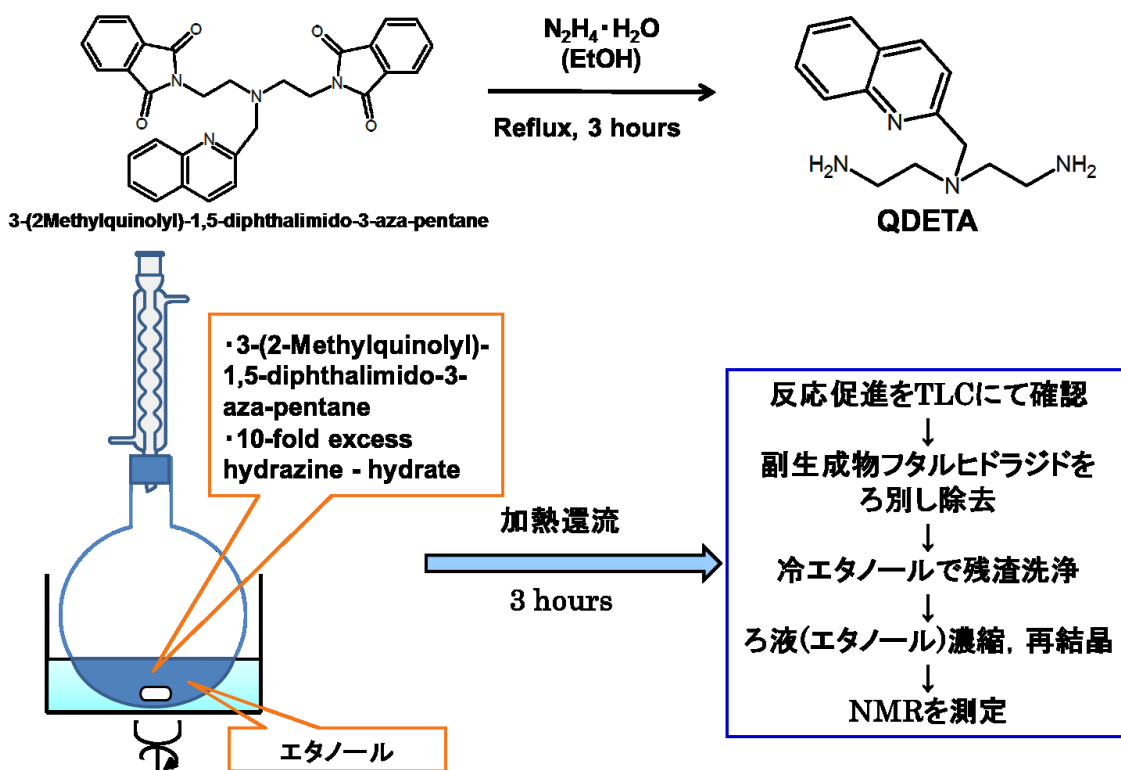 N₂H₄・H₂O
(EtOH)
Reflux, 3 hours
O
O
N
N
N
O
O
N
N
H₂N
N
NH₂
3-(2Methylquinolyl)-1,5-diphthalimido-3-aza-pentane
QDETA
・3-(2-Methylquinolyl)-
1,5-diphthalimido-3-
aza-pentane
・10-fold excess
hydrazine - hydrate
エタノール
加熱還流
3 hours
反応促進をTLCにて確認
↓
副生成物フタルヒドラジドを
ろ別し除去
↓
冷エタノールで残渣洗浄
↓
ろ液(エタノール)濃縮, 再結晶
↓
NMRを測定